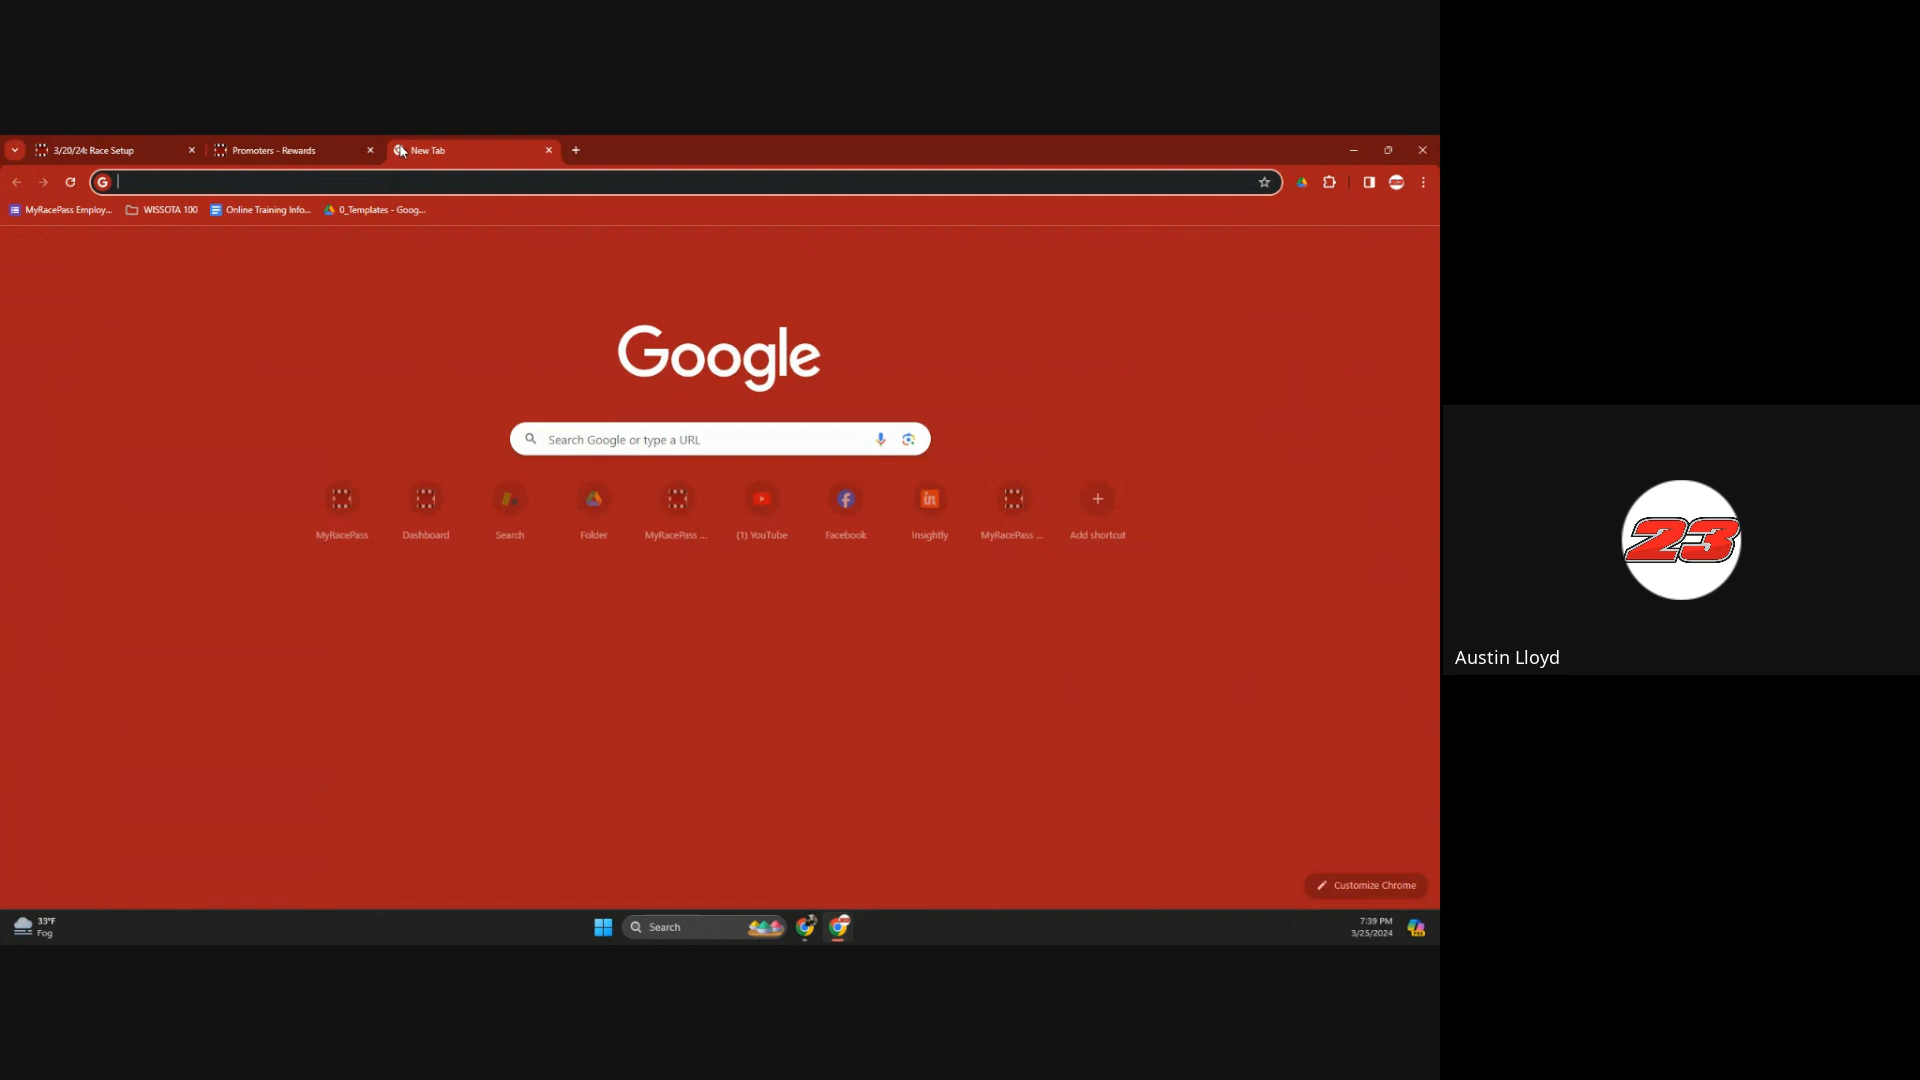 3/20/24: Race Setup
Promoters - Rewards
New Tab
G
MyRacePass Employ...
WISSOTA 100
Online Training Info...
0_Templates - Goog...
Google
Search Google or type a URL
MyRacePass
Dashboard
Search
Folder
MyRacePass ...
(1) YouTube
Facebook
Insightly
MyRacePass ...
Add shortcut
Customize Chrome
33°F
Fog
Search
7:39 PM
3/25/2024
23
Austin Lloyd